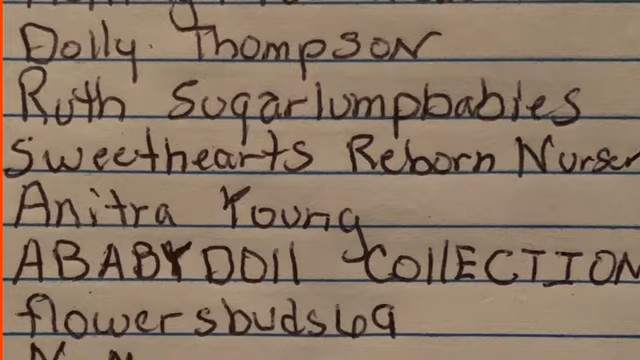 Dolly Thompson
Ruth Sugarlumpbabies
Sweethearts Reborn Nurser
Anitra Young
ABABYDOll COllECTION
flowersbuds69